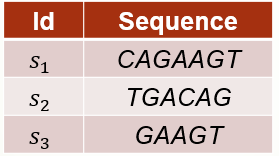 Id Sequence
s₁ CAGAAGT
s₂ TGACAG
s₃ GAAGT